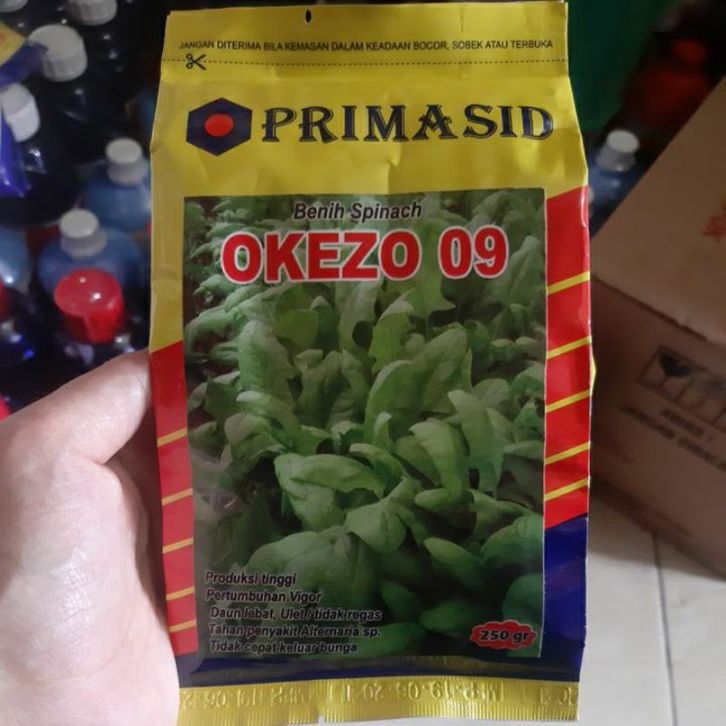 JANGAN DITERIMA BILA KEMASAN DALAM KEADAAN BOCOR, SOBEK ATAU TERBUKA
PRIMASID
Benih Spinach
OKEZO 09
Produksi tinggi
Pertumbuhan Vigor
Daun lebat, Ulet / tidak regas
Tahan penyakit Alternaria sp.
Tidak cepat keluar bunga
250 gr